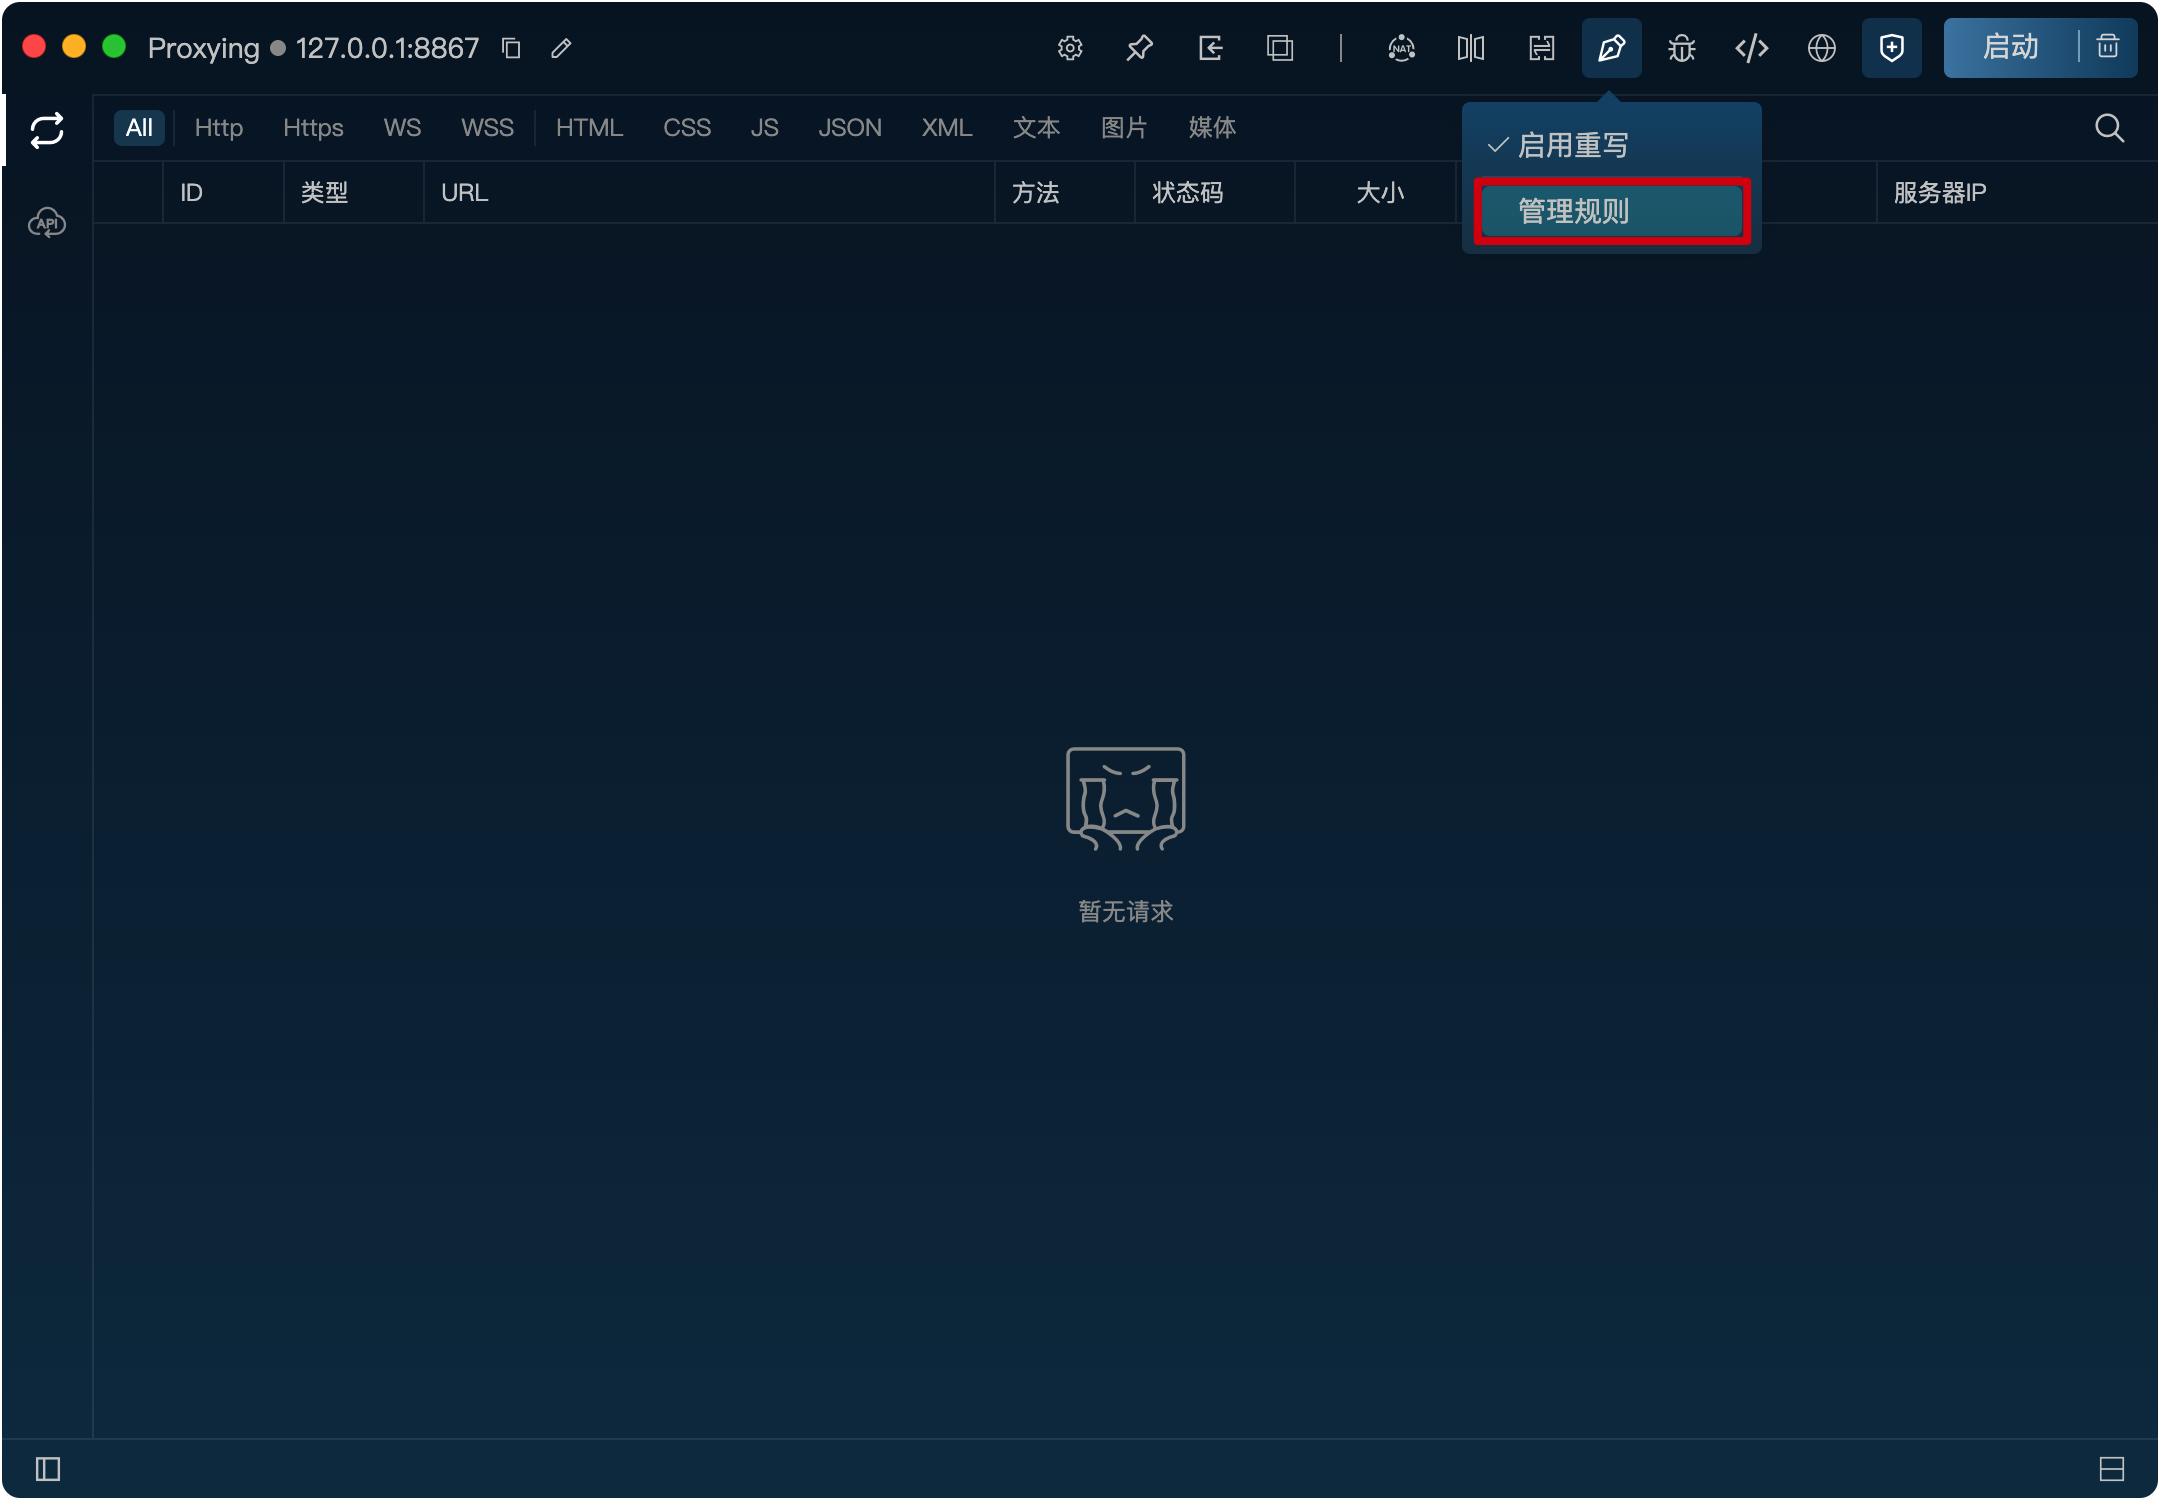 Proxying 127.0.0.1:8867
NAT
启动
API
All Http Https WS WSS HTML CSS JS JSON XML 文本 图片 媒体
启用重写
管理规则
ID 类型 URL 方法 状态码 大小 服务器IP
暂无请求